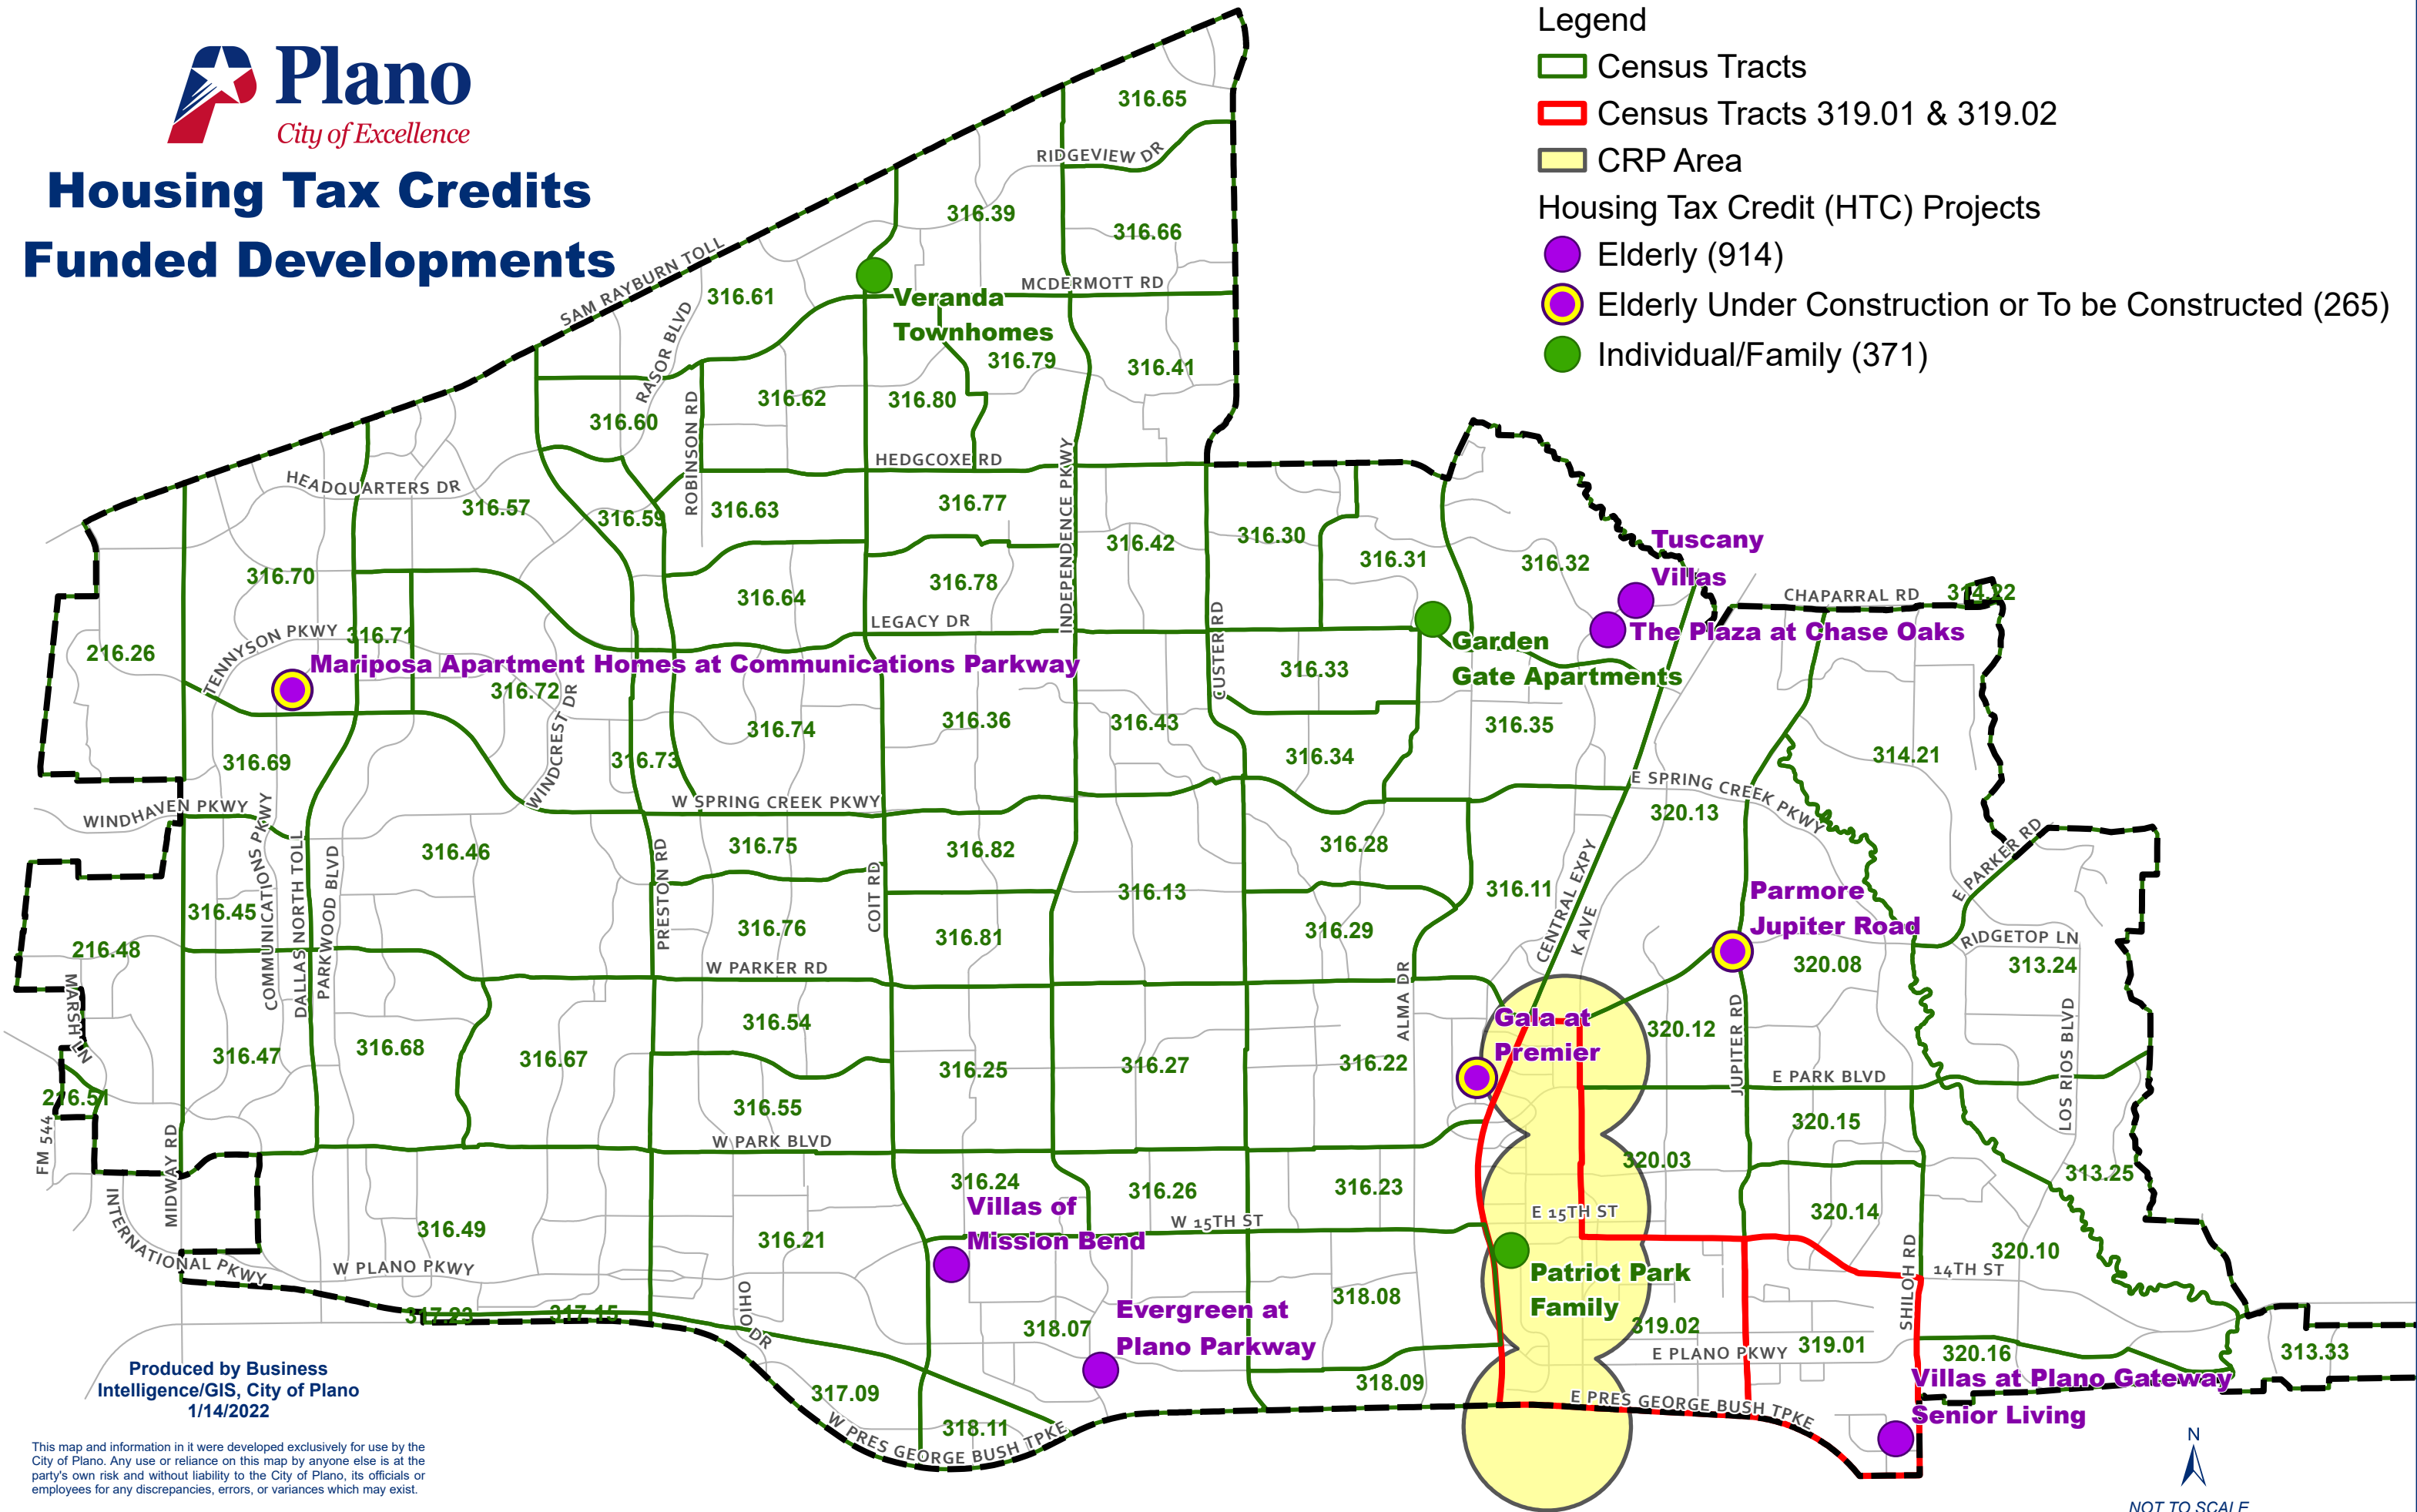 Plano
City of Excellence
Housing Tax Credits
Funded Developments
Legend
Census Tracts
Census Tracts 319.01 & 319.02
CRP Area
Housing Tax Credit (HTC) Projects
Elderly (914)
Elderly Under Construction or To be Constructed (265)
Individual/Family (371)
316.65
RIDGEVIEW DR
316.39
316.66
SAM RAYBURN TOLL
316.61
MCDERMOTT RD
Veranda
Townhomes
RASOR BLVD
316.79
316.41
316.62
316.80
316.60
ROBINSON RD
HEDGCOXE RD
INDEPENDENCE PKWY
HEADQUARTERS DR
316.57
316.59
316.63
316.77
316.42
316.30
316.31
316.32
Tuscany
Villas
316.70
316.64
316.78
CHAPARRAL RD
314.22
LEGACY DR
CUSTER RD
The Plaza at Chase Oaks
Garden
Gate Apartments
216.26
TENNYSON PKWY
316.71
Mariposa Apartment Homes at Communications Parkway
316.72
316.33
WINDCREST DR
316.74
316.36
316.43
316.35
316.69
316.73
316.34
314.21
WINDHAVEN PKWY
W SPRING CREEK PKWY
E SPRING CREEK PKWY
320.13
COMMUNICATIONS PKWY
DALLAS NORTH TOLL
PARKWOOD BLVD
316.46
PRESTON RD
316.75
COIT RD
316.82
316.28
E PARKER RD
316.13
316.11
CENTRAL EXPY
K AVE
Parmore
Jupiter Road
316.45
316.76
316.81
316.29
RIDGETOP LN
216.48
W PARKER RD
ALMA DR
320.08
313.24
MARSH LN
316.54
Gala at
Premier
320.12
JUPITER RD
LOS RIOS BLVD
316.47
316.68
316.67
316.25
316.27
316.22
E PARK BLVD
216.51
316.55
320.15
FM 544
MIDWAY RD
W PARK BLVD
320.03
313.25
316.24
316.26
316.23
Villas of
Mission Bend
W 15TH ST
E 15TH ST
320.14
INTERNATIONAL PKWY
316.49
316.21
SHILOH RD
320.10
W PLANO PKWY
14TH ST
Patriot Park
Family
317.23
317.15
OHIO DR
318.07
Evergreen at
Plano Parkway
318.08
319.02
319.01
E PLANO PKWY
320.16
313.33
317.09
318.09
Villas at Plano Gateway
Senior Living
318.11
W PRES GEORGE BUSH TPKE
E PRES GEORGE BUSH TPKE
Produced by Business
Intelligence/GIS, City of Plano
1/14/2022
This map and information in it were developed exclusively for use by the
City of Plano. Any use or reliance on this map by anyone else is at the
party's own risk and without liability to the City of Plano, its officials or
employees for any discrepancies, errors, or variances which may exist.
N
NOT TO SCALE